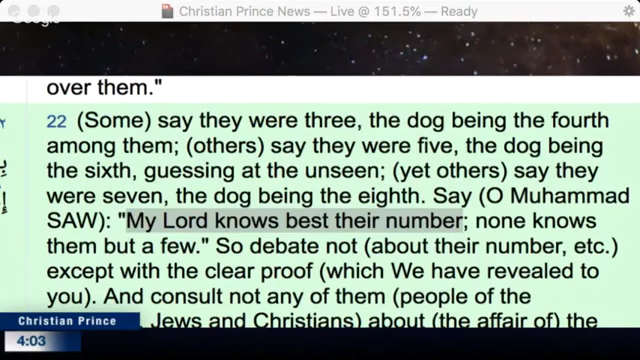 Christian Prince News — Live @ 151.5% — Ready
Google
over them."
22 (Some) say they were three, the dog being the fourth
among them; (others) say they were five, the dog being
the sixth, guessing at the unseen; (yet others) say they
were seven, the dog being the eighth. Say (O Muhammad
SAW): "My Lord knows best their number; none knows
them but a few." So debate not (about their number, etc.)
except with the clear proof (which We have revealed to
you). And consult not any of them (people of the
Jews and Christians) about (the affair of) the
Christian Prince
4:03